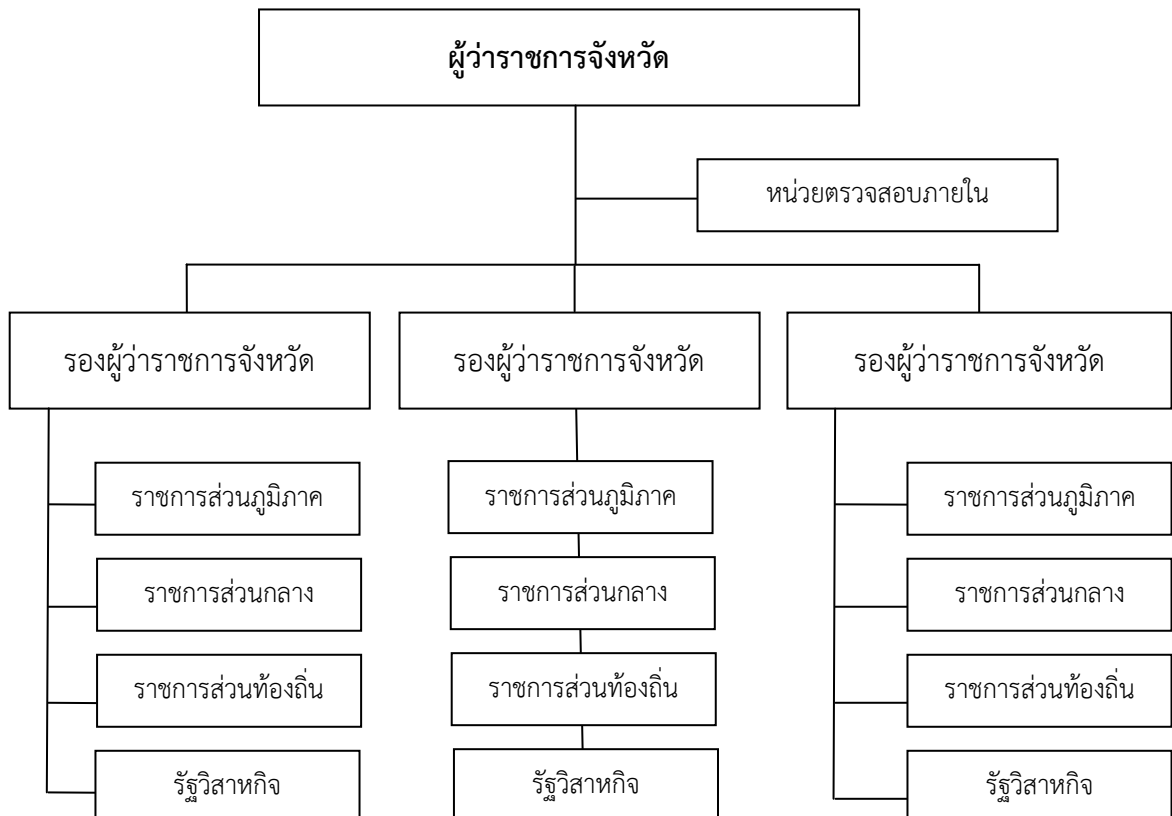 ผู้ว่าราชการจังหวัด
หน่วยตรวจสอบภายใน
รองผู้ว่าราชการจังหวัด
รองผู้ว่าราชการจังหวัด
รองผู้ว่าราชการจังหวัด
ราชการส่วนภูมิภาค
ราชการส่วนภูมิภาค
ราชการส่วนภูมิภาค
ราชการส่วนกลาง
ราชการส่วนกลาง
ราชการส่วนกลาง
ราชการส่วนท้องถิ่น
ราชการส่วนท้องถิ่น
ราชการส่วนท้องถิ่น
รัฐวิสาหกิจ
รัฐวิสาหกิจ
รัฐวิสาหกิจ